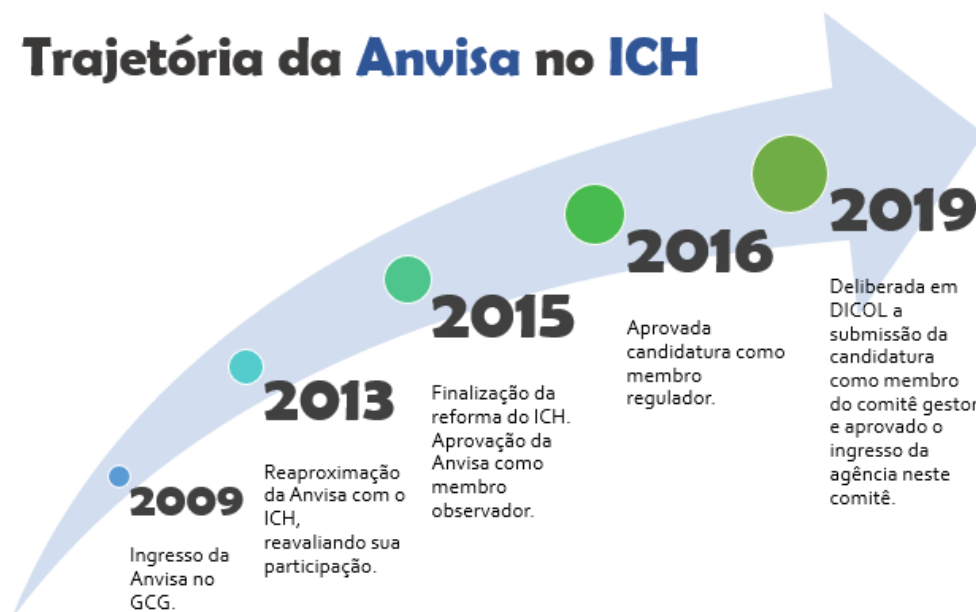 Trajetória da Anvisa no ICH
2009
Ingresso da
Anvisa no
GCG.
2013
Reaproximação
da Anvisa com o
ICH,
reavaliando sua
participação.
2015
Finalização da
reforma do ICH.
Aprovação da
Anvisa como
membro
observador.
2016
Aprovada
candidatura como
membro
regulador.
2019
Deliberada em
DICOL a
submissão da
candidatura
como membro
do comitê gestor
e aprovado o
ingresso da
agência neste
comitê.